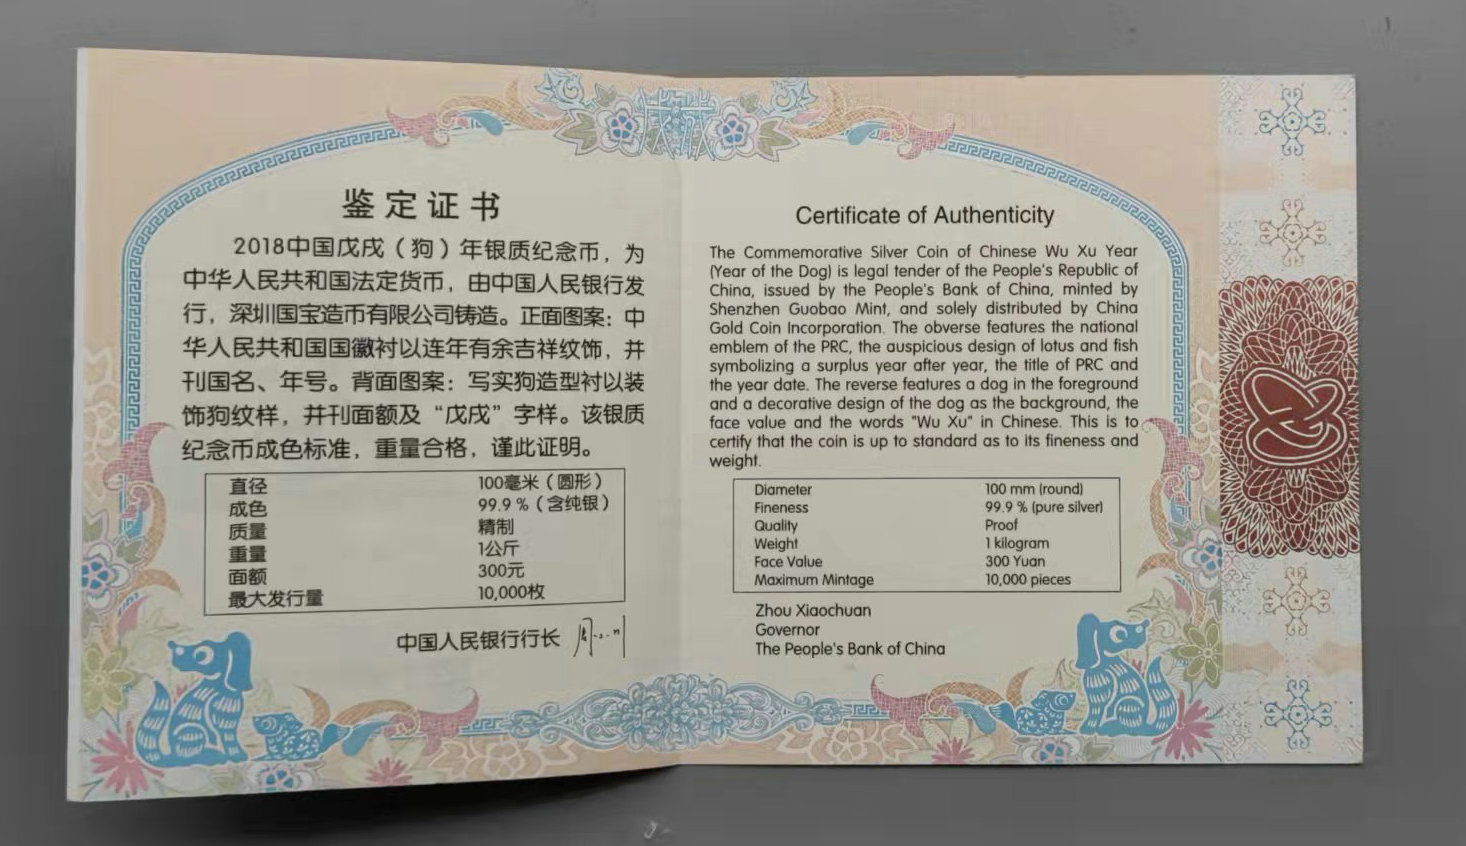 鉴定证书
2018中国戊戌（狗）年银质纪念币，为
中华人民共和国法定货币，由中国人民银行发
行，深圳国宝造币有限公司铸造。正面图案：中
华人民共和国国徽衬以连年有余吉祥纹饰，并
刊国名、年号。背面图案：写实狗造型衬以装
饰狗纹样，并刊面额及“戊戌”字样。该银质
纪念币成色标准，重量合格，谨此证明。
直径 100毫米（圆形）
成色 99.9 %（含纯银）
质量 精制
重量 1公斤
面额 300元
最大发行量 10,000枚
中国人民银行行长
Certificate of Authenticity
The Commemorative Silver Coin of Chinese Wu Xu Year
(Year of the Dog) is legal tender of the People's Republic of
China, issued by the People's Bank of China, minted by
Shenzhen Guobao Mint, and solely distributed by China
Gold Coin Incorporation. The obverse features the national
emblem of the PRC, the auspicious design of lotus and fish
symbolizing a surplus year after year, the title of PRC and
the year date. The reverse features a dog in the foreground
and a decorative design of the dog as the background, the
face value and the words "Wu Xu" in Chinese. This is to
certify that the coin is up to standard as to its fineness and
weight.
Diameter 100 mm (round)
Fineness 99.9 % (pure silver)
Quality Proof
Weight 1 kilogram
Face Value 300 Yuan
Maximum Mintage 10,000 pieces
Zhou Xiaochuan
Governor
The People's Bank of China